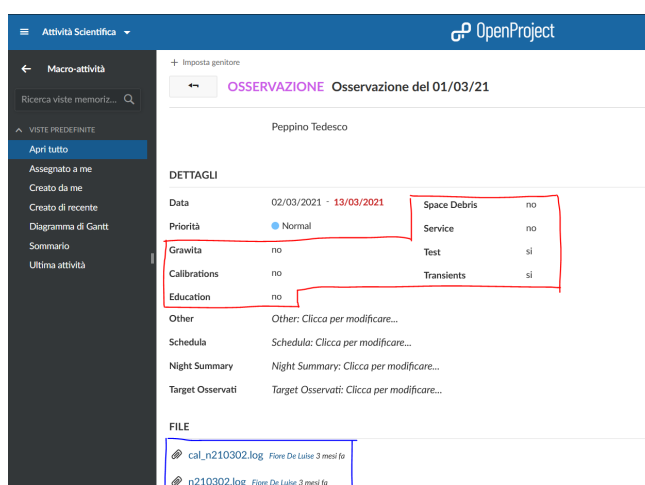 Attività Scientifica
OpenProject
Macro-attività
Ricerca viste memoriz...
VISTE PREDEFINITE
Apri tutto
Assegnato a me
Creato da me
Creato di recente
Diagramma di Gantt
Sommario
Ultima attività
+ Imposta genitore
OSSERVAZIONE Osservazione del 01/03/21
Peppino Tedesco
DETTAGLI
Data 02/03/2021 - 13/03/2021
Priorità Normal
Grawita no
Calibrations no
Education no
Space Debris no
Service no
Test si
Transients si
Other Other: Clicca per modificare...
Schedula Schedula: Clicca per modificare...
Night Summary Night Summary: Clicca per modificare...
Target Osservati Target Osservati: Clicca per modificare...
FILE
cal_n210302.log Fiore De Luise 3 mesi fa
n210302.log Fiore De Luise 3 mesi fa